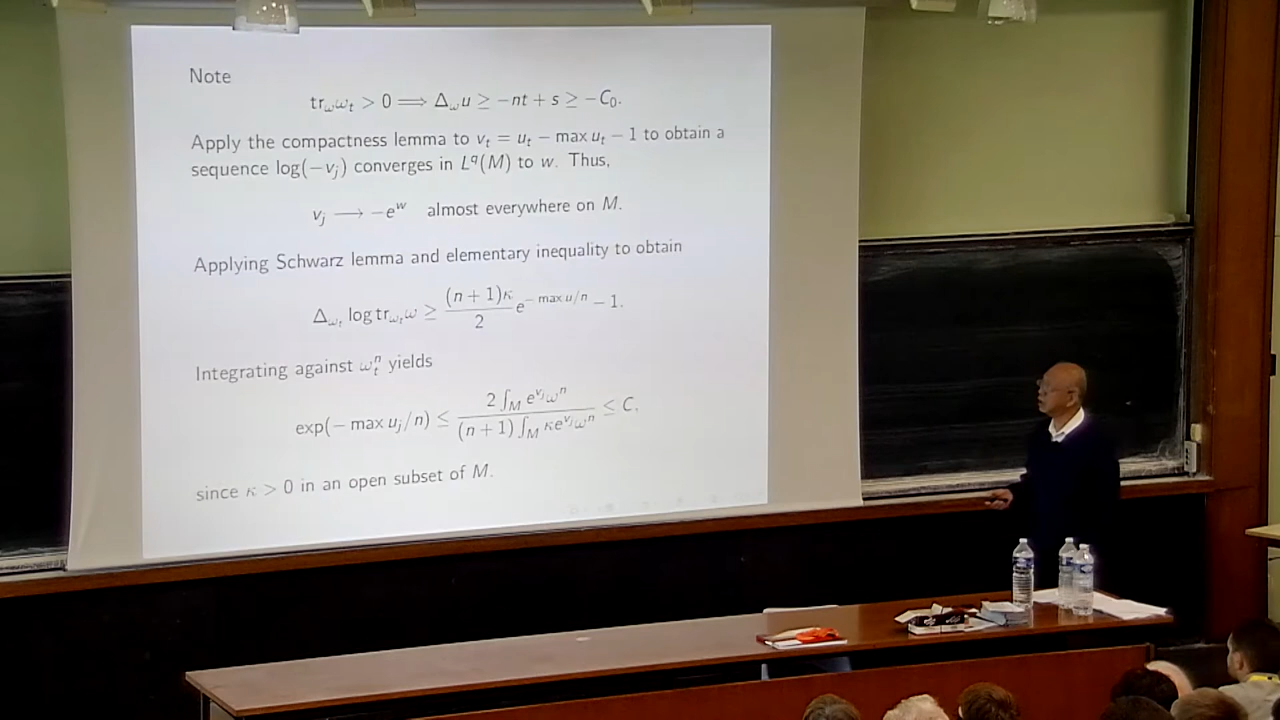 Note
tr_ω ω_t > 0 ⟹ Δ_ω u ≥ −nt + s ≥ −C₀.
Apply the compactness lemma to v_t = u_t − max u_t − 1 to obtain a
sequence log(−v_j) converges in L^q(M) to w. Thus,
v_j ⟶ −e^w almost everywhere on M.
Applying Schwarz lemma and elementary inequality to obtain
Δ_{ω_t} log tr_{ω_t} ω ≥ (n + 1)κ / 2 e^{− max u/n} − 1.
Integrating against ω_t^n yields
exp(− max u_j/n) ≤ 2 ∫_M e^{v_j} ω^n / (n + 1) ∫_M κe^{v_j} ω^n ≤ C,
since κ > 0 in an open subset of M.